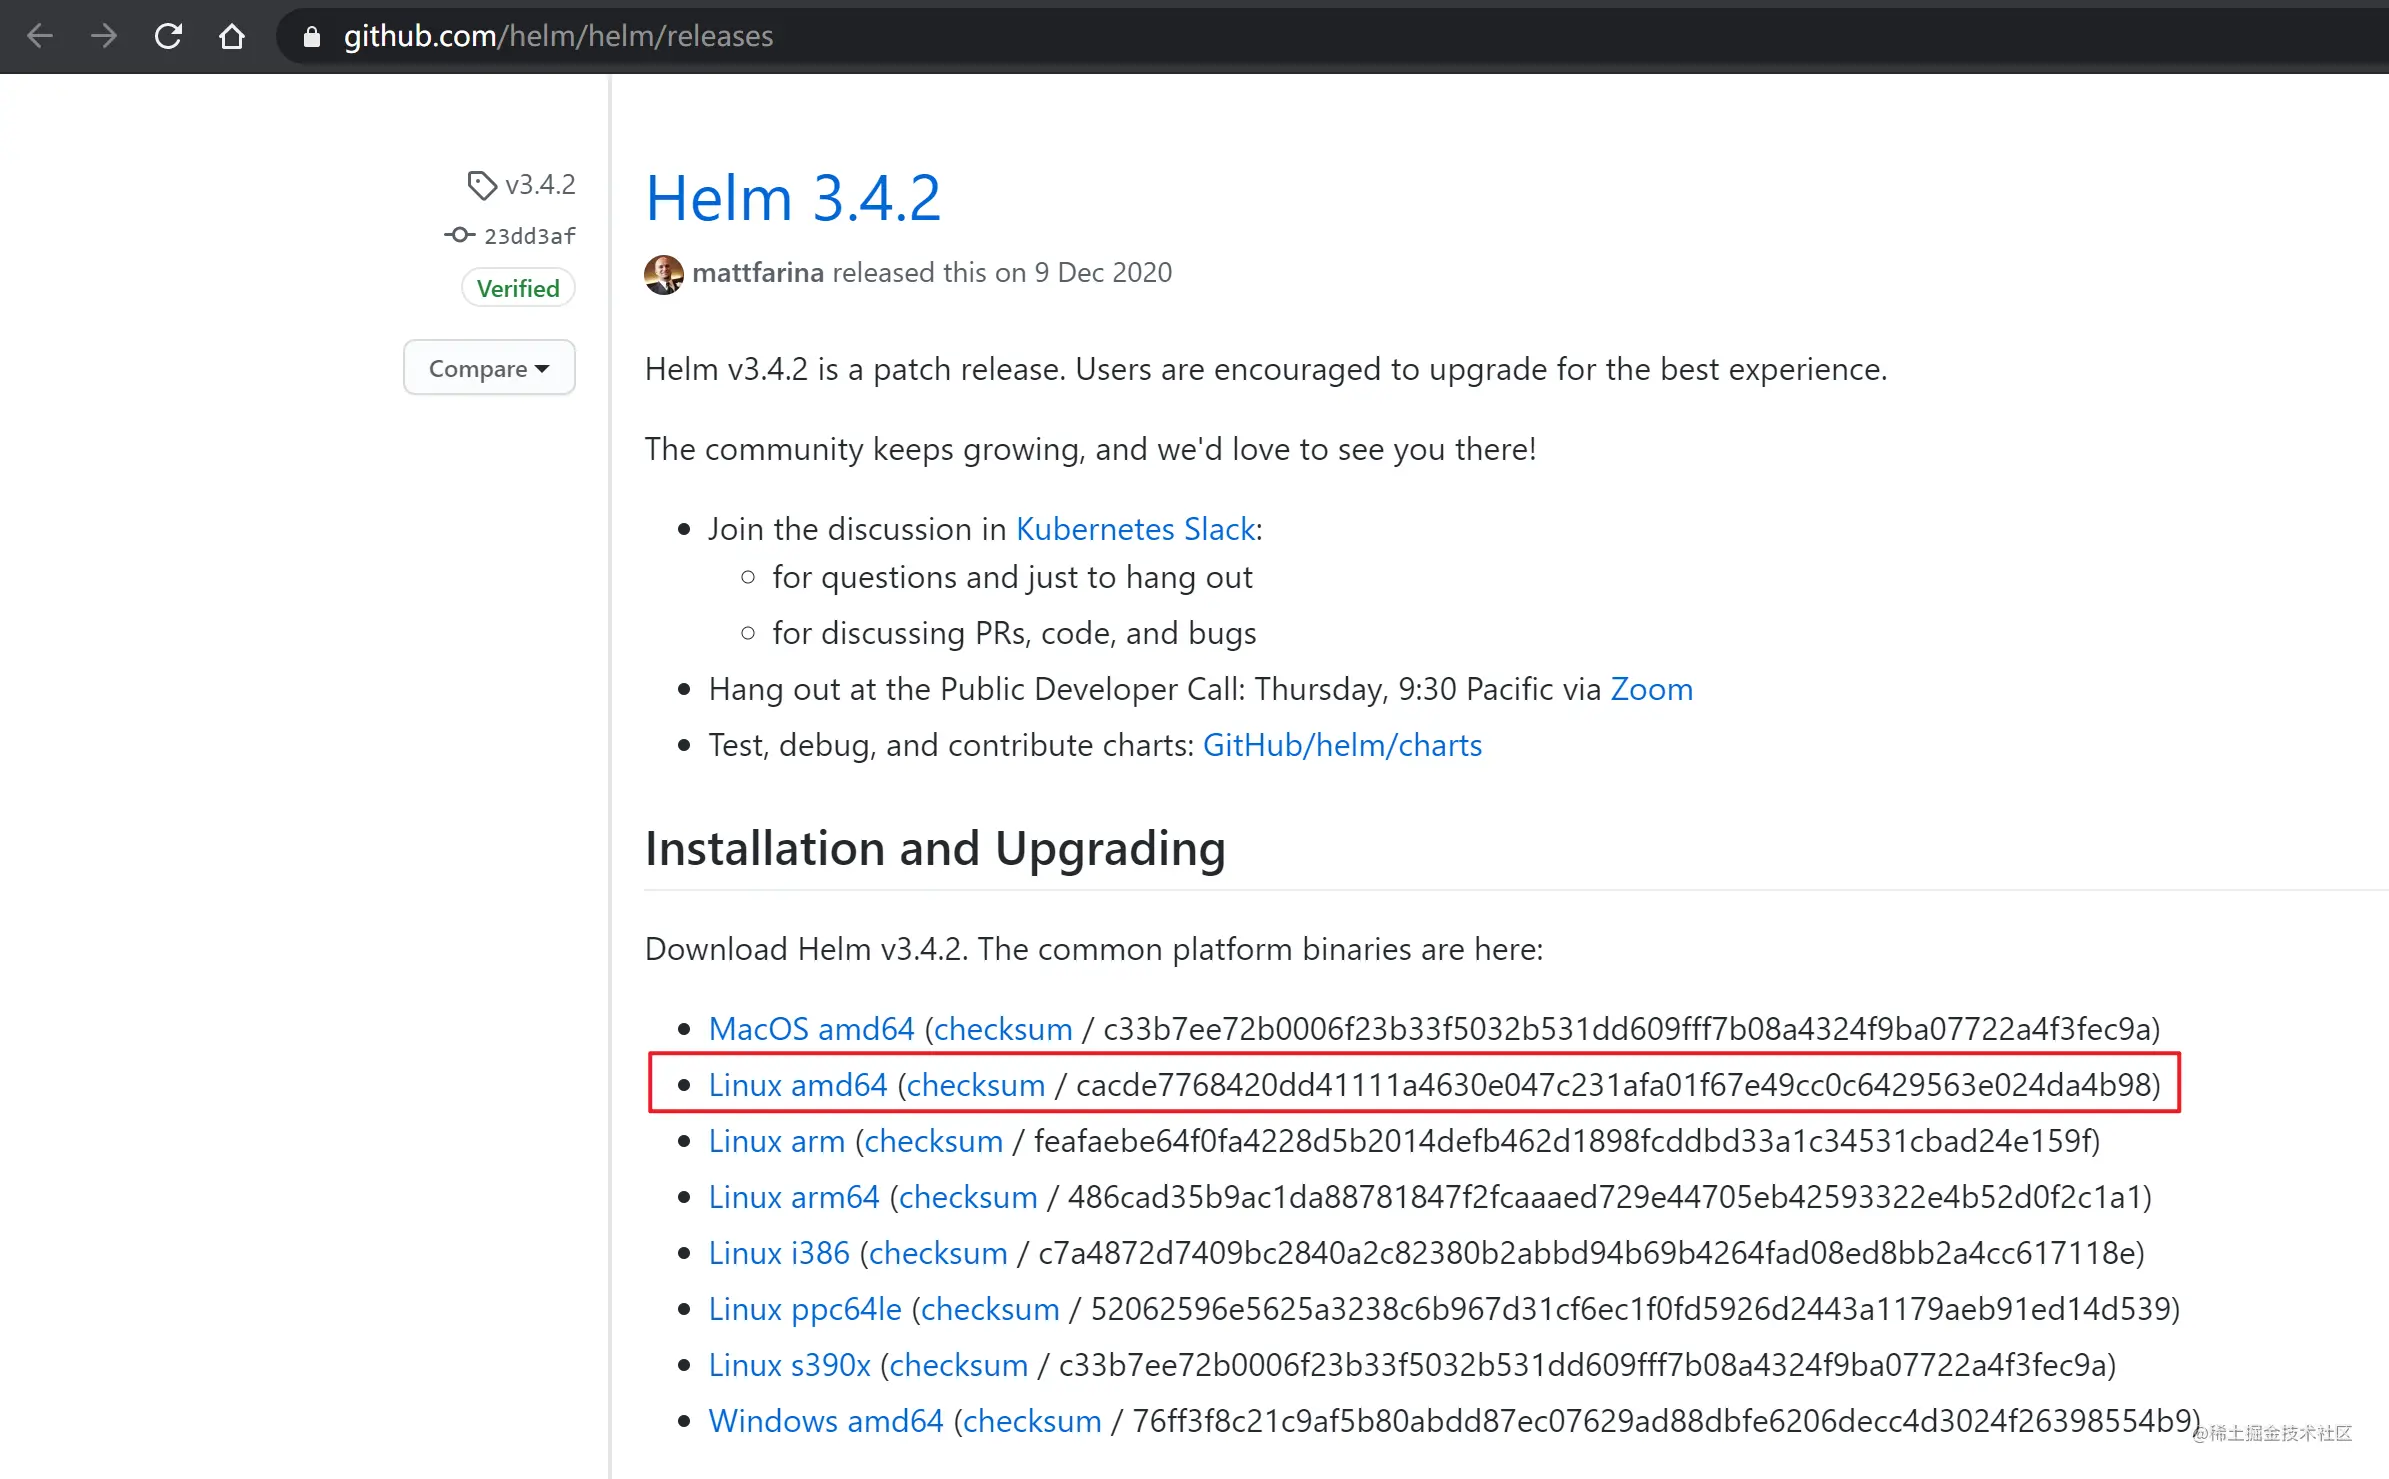 github.com/helm/helm/releases
v3.4.2
23dd3af
Verified
Compare
Helm 3.4.2
mattfarina released this on 9 Dec 2020
Helm v3.4.2 is a patch release. Users are encouraged to upgrade for the best experience.
The community keeps growing, and we'd love to see you there!
Join the discussion in Kubernetes Slack:
for questions and just to hang out
for discussing PRs, code, and bugs
Hang out at the Public Developer Call: Thursday, 9:30 Pacific via Zoom
Test, debug, and contribute charts: GitHub/helm/charts
Installation and Upgrading
Download Helm v3.4.2. The common platform binaries are here:
MacOS amd64 (checksum / c33b7ee72b0006f23b33f5032b531dd609fff7b08a4324f9ba07722a4f3fec9a)
Linux amd64 (checksum / cacde7768420dd41111a4630e047c231afa01f67e49cc0c6429563e024da4b98)
Linux arm (checksum / feafaebe64f0fa4228d5b2014defb462d1898fcddbd33a1c34531cbad24e159f)
Linux arm64 (checksum / 486cad35b9ac1da88781847f2fcaaaed729e44705eb42593322e4b52d0f2c1a1)
Linux i386 (checksum / c7a4872d7409bc2840a2c82380b2abbd94b69b4264fad08ed8bb2a4cc617118e)
Linux ppc64le (checksum / 52062596e5625a3238c6b967d31cf6ec1f0fd5926d2443a1179aeb91ed14d539)
Linux s390x (checksum / c33b7ee72b0006f23b33f5032b531dd609fff7b08a4324f9ba07722a4f3fec9a)
Windows amd64 (checksum / 76ff3f8c21c9af5b80abdd87ec07629ad88dbfe6206decc4d3024f26398554b9)
@稀土掘金技术社区